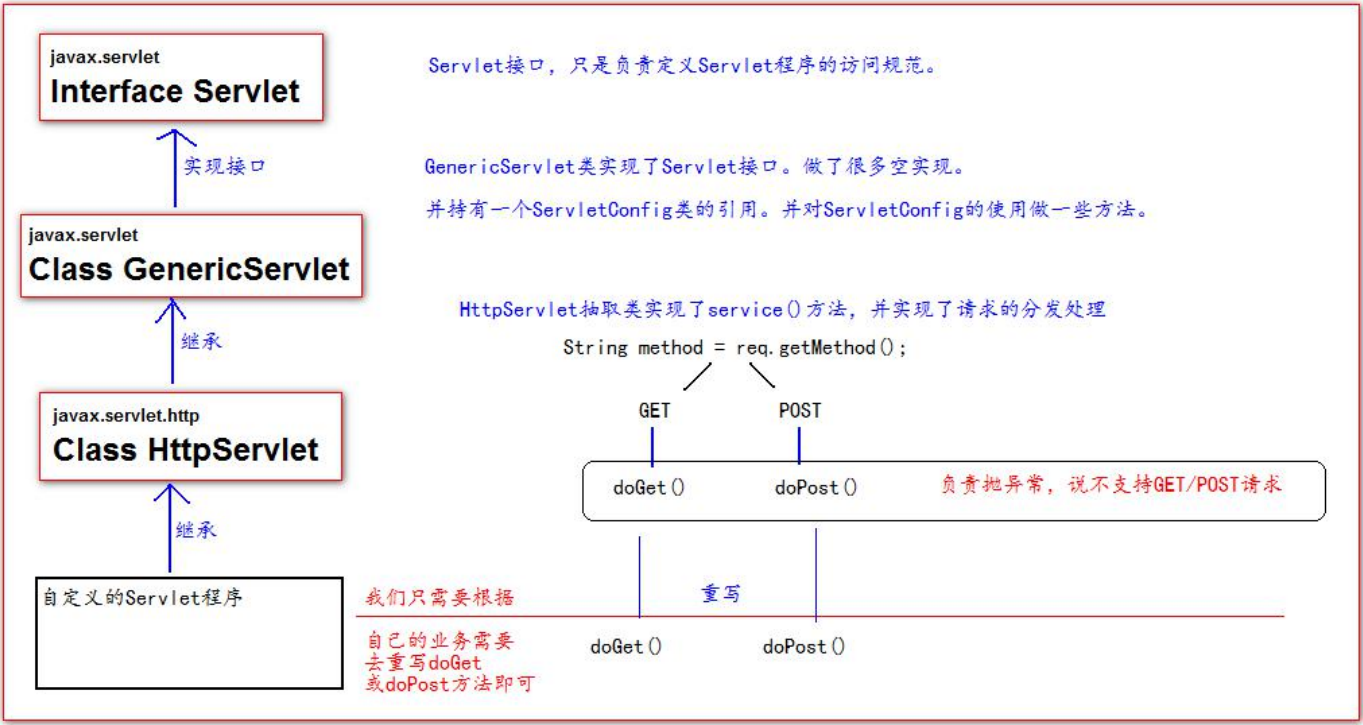 javax.servlet
Interface Servlet
Servlet接口，只是负责定义Servlet程序的访问规范。
实现接口
GenericServlet类实现了Servlet接口。做了很多空实现。
并持有一个ServletConfig类的引用。并对ServletConfig的使用做一些方法。
javax.servlet
Class GenericServlet
继承
HttpServlet抽取类实现了service()方法，并实现了请求的分发处理
String method = req.getMethod();
GET
POST
javax.servlet.http
Class HttpServlet
doGet()
doPost()
负责抛异常，说不支持GET/POST请求
继承
自定义的Servlet程序
我们只需要根据
重写
自己的业务需要
去重写doGet
或doPost方法即可
doGet()
doPost()